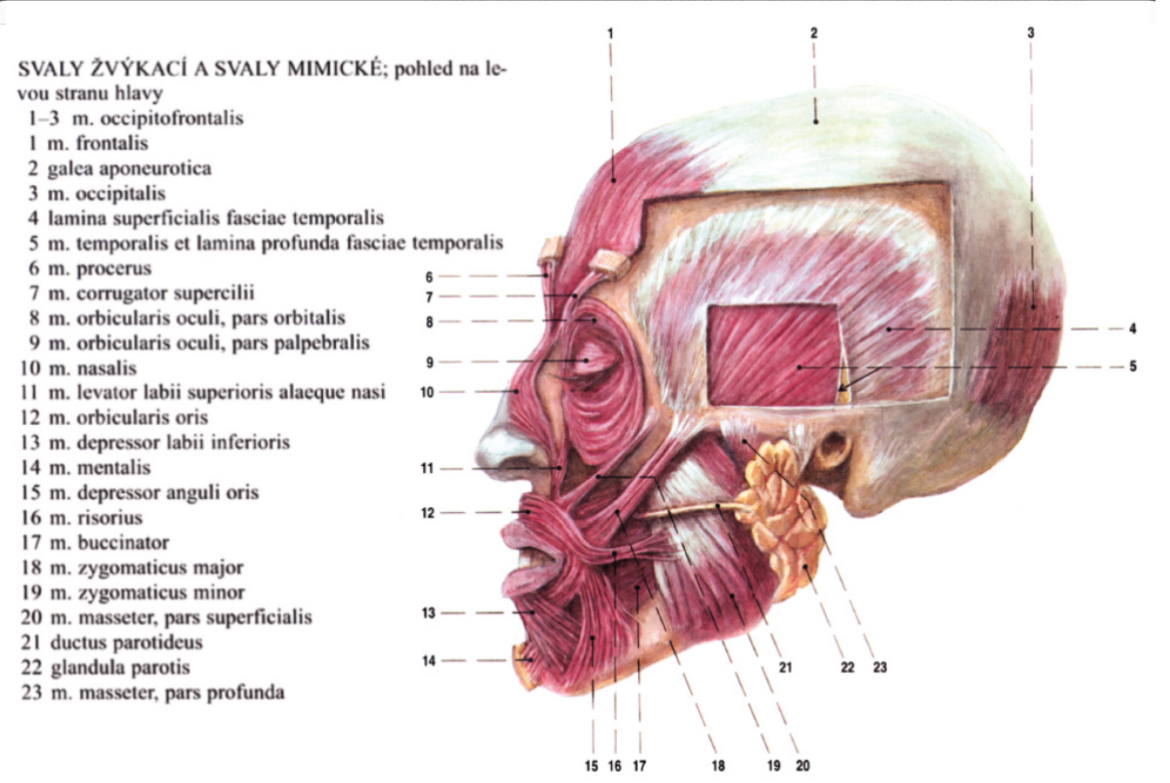 SVALY ŽVÝKACÍ A SVALY MIMICKÉ; pohled na le-
vou stranu hlavy
1–3 m. occipitofrontalis
1 m. frontalis
2 galea aponeurotica
3 m. occipitalis
4 lamina superficialis fasciae temporalis
5 m. temporalis et lamina profunda fasciae temporalis
6 m. procerus
7 m. corrugator supercilii
8 m. orbicularis oculi, pars orbitalis
9 m. orbicularis oculi, pars palpebralis
10 m. nasalis
11 m. levator labii superioris alaeque nasi
12 m. orbicularis oris
13 m. depressor labii inferioris
14 m. mentalis
15 m. depressor anguli oris
16 m. risorius
17 m. buccinator
18 m. zygomaticus major
19 m. zygomaticus minor
20 m. masseter, pars superficialis
21 ductus parotideus
22 glandula parotis
23 m. masseter, pars profunda
1 2 3
6
7
8
9
10
11
12
13
14
4
5
21 22 23
15 16 17 18 19 20